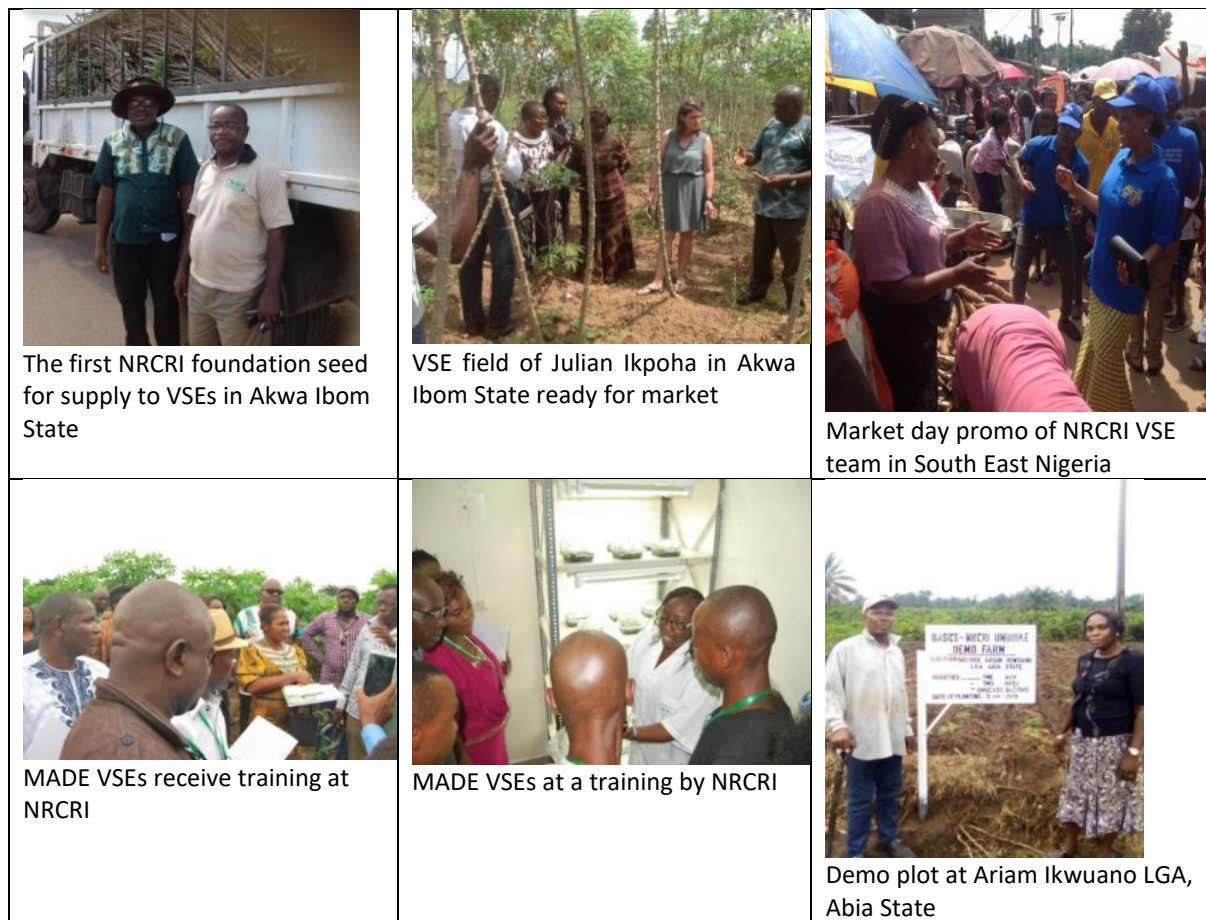 The first NRCRI foundation seed
for supply to VSEs in Akwa Ibom
State
VSE field of Julian Ikpoha in Akwa
Ibom State ready for market
Market day promo of NRCRI VSE
team in South East Nigeria
MADE VSEs receive training at
NRCRI
MADE VSEs at a training by NRCRI
BASICS-NRCRI UMUDIKE
DEMO FARM
LGA ABIA STATE
Demo plot at Ariam Ikwuano LGA,
Abia State